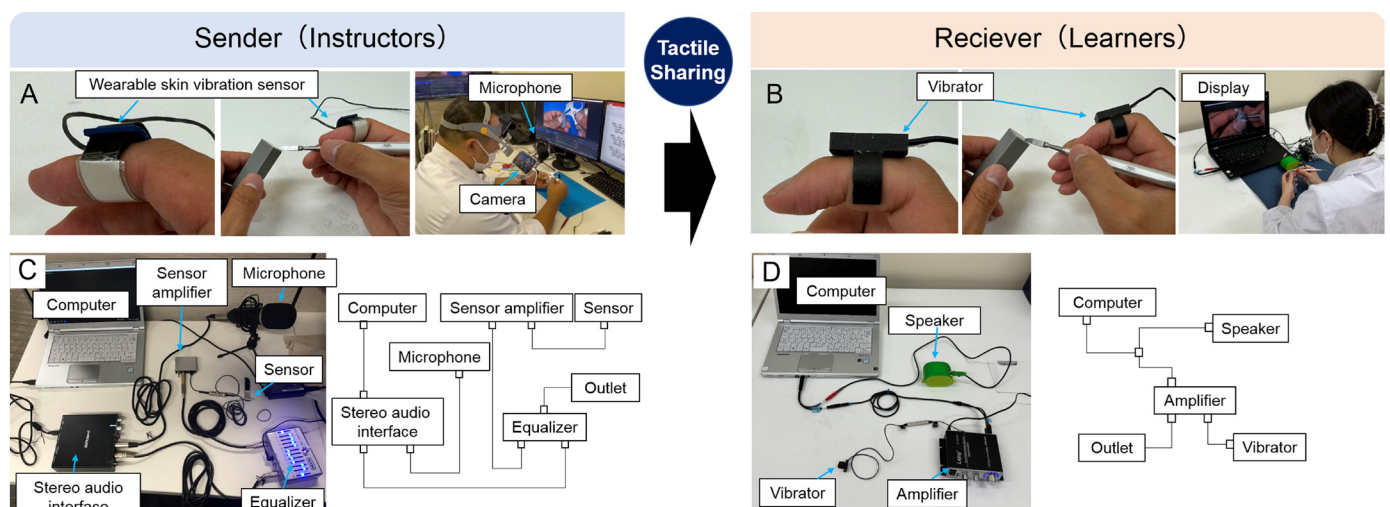 Sender（Instructors）
Tactile
Sharing
Reciever（Learners）
A
Wearable skin vibration sensor
Microphone
Camera
B
Vibrator
Display
C
Computer
Sensor
amplifier
Microphone
Sensor
Stereo audio
interface
Equalizer
Computer
Sensor amplifier
Sensor
Microphone
Outlet
Stereo audio
interface
Equalizer
D
Computer
Speaker
Vibrator
Amplifier
Computer
Speaker
Amplifier
Outlet
Vibrator